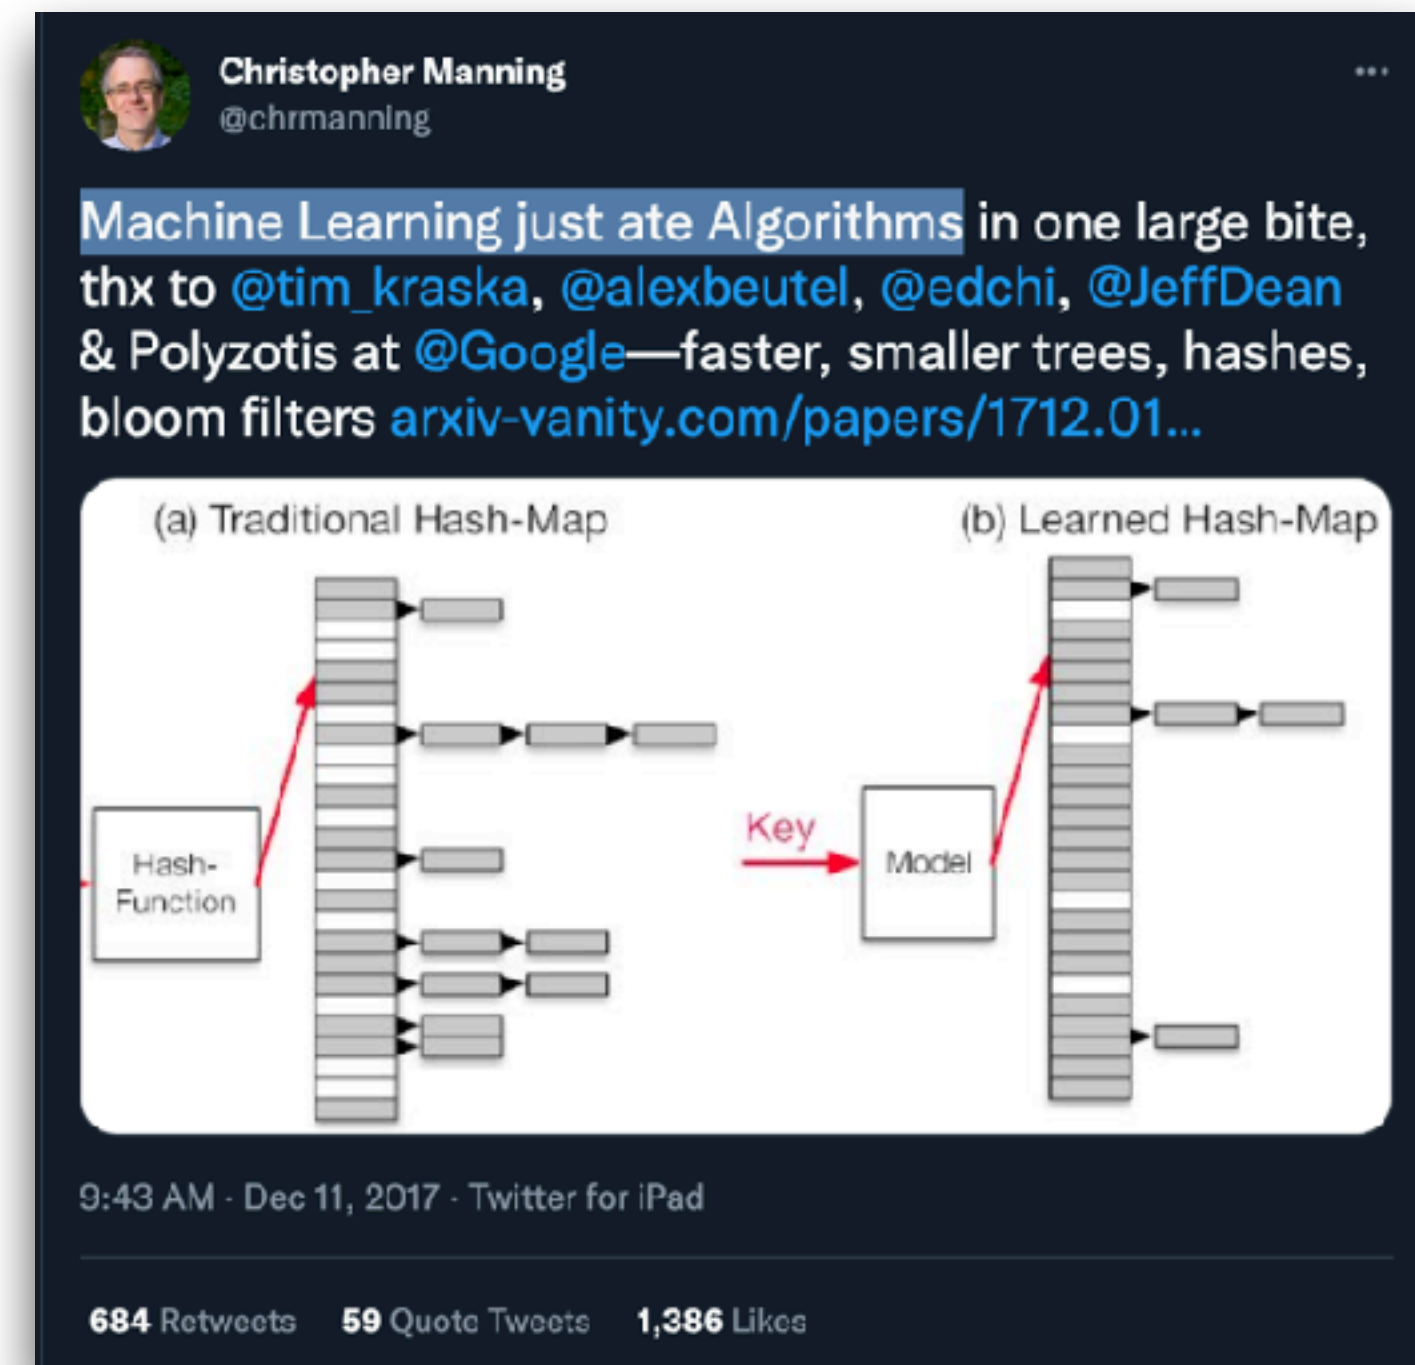 Christopher Manning
@chrmanning
Machine Learning just ate Algorithms in one large bite,
thx to @tim_kraska, @alexbeutel, @edchi, @JeffDean
& Polyzotis at @Google—faster, smaller trees, hashes,
bloom filters arxiv-vanity.com/papers/1712.01...
(a) Traditional Hash-Map
(b) Learned Hash-Map
Hash-
Function
Key
Model
9:43 AM · Dec 11, 2017 · Twitter for iPad
684 Retweets 59 Quote Tweets 1,386 Likes